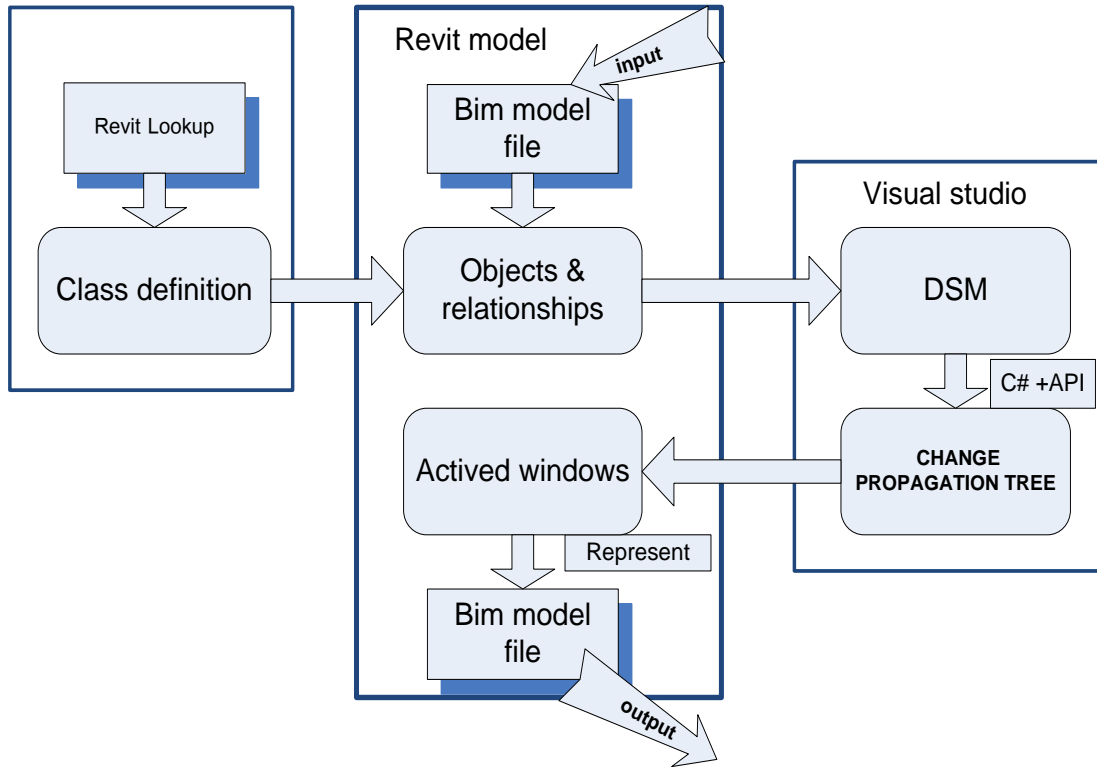 Revit Lookup
Class definition
Revit model
input
Bim model
file
Objects &
relationships
Actived windows
Represent
Bim model
file
output
Visual studio
DSM
C# +API
CHANGE
PROPAGATION TREE